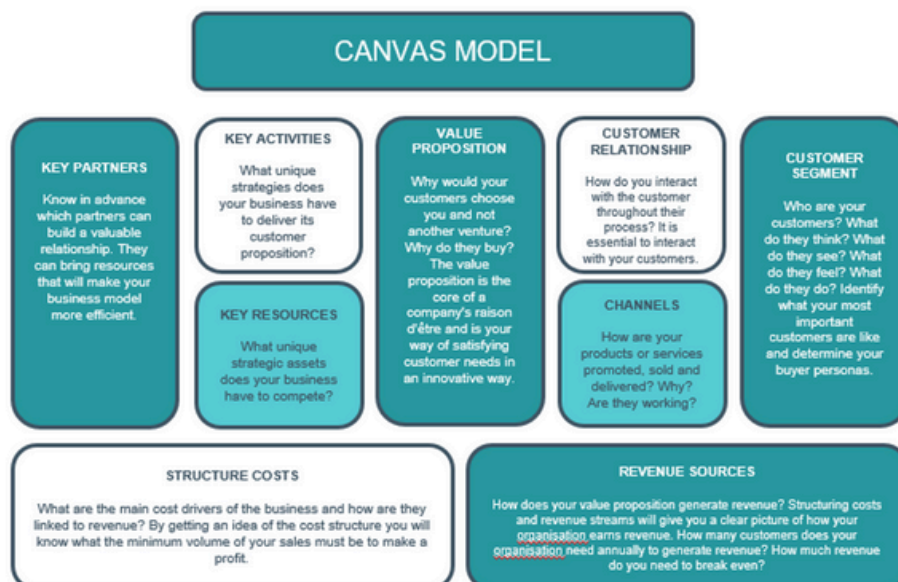 CANVAS MODEL
KEY PARTNERS
Know in advance
which partners can
build a valuable
relationship. They
can bring resources
that will make your
business model
more efficient.
KEY ACTIVITIES
What unique
strategies does
your business have
to deliver its
customer
proposition?
KEY RESOURCES
What unique
strategic assets
does your business
have to compete?
VALUE
PROPOSITION
Why would your
customers choose
you and not
another venture?
Why do they buy?
The value
proposition is the
core of a
company's raison
d'être and is your
way of satisfying
customer needs in
an innovative way.
CUSTOMER
RELATIONSHIP
How do you interact
with the customer
throughout their
process? It is
essential to interact
with your customers.
CHANNELS
How are your
products or services
promoted, sold and
delivered? Why?
Are they working?
CUSTOMER
SEGMENT
Who are your
customers? What
do they think? What
do they see? What
do they feel? What
do they do? Identify
what your most
important
customers are like
and determine your
buyer personas.
STRUCTURE COSTS
What are the main cost drivers of the business and how are they
linked to revenue? By getting an idea of the cost structure you will
know what the minimum volume of your sales must be to make a
profit.
REVENUE SOURCES
How does your value proposition generate revenue? Structuring costs
and revenue streams will give you a clear picture of how your
organisation earns revenue. How many customers does your
organisation need annually to generate revenue? How much revenue
do you need to break even?